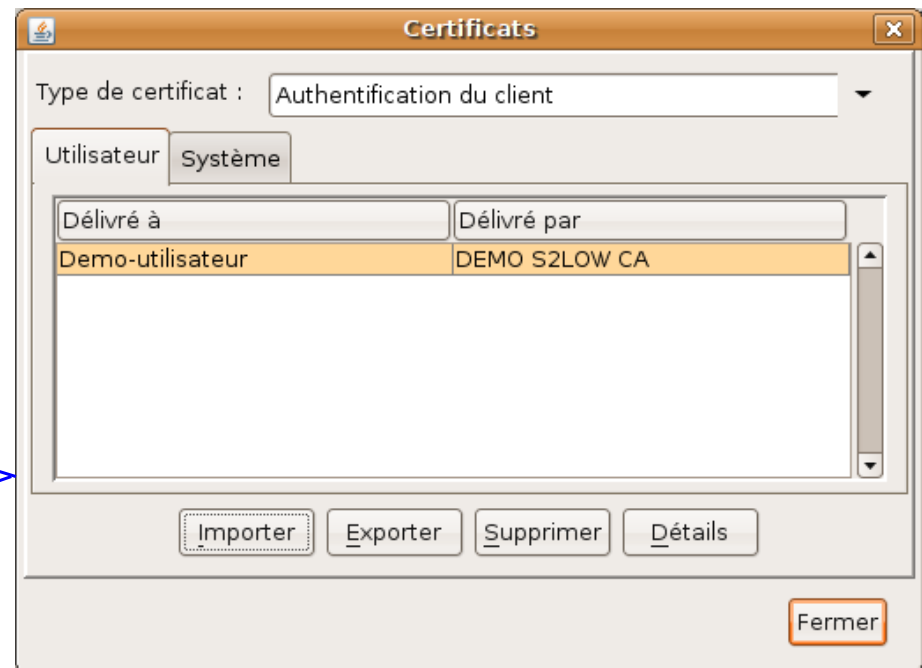 Certificats
Type de certificat : Authentification du client
Utilisateur Système
Délivré à Délivré par
Demo-utilisateur DEMO S2LOW CA
Importer Exporter Supprimer Détails
Fermer